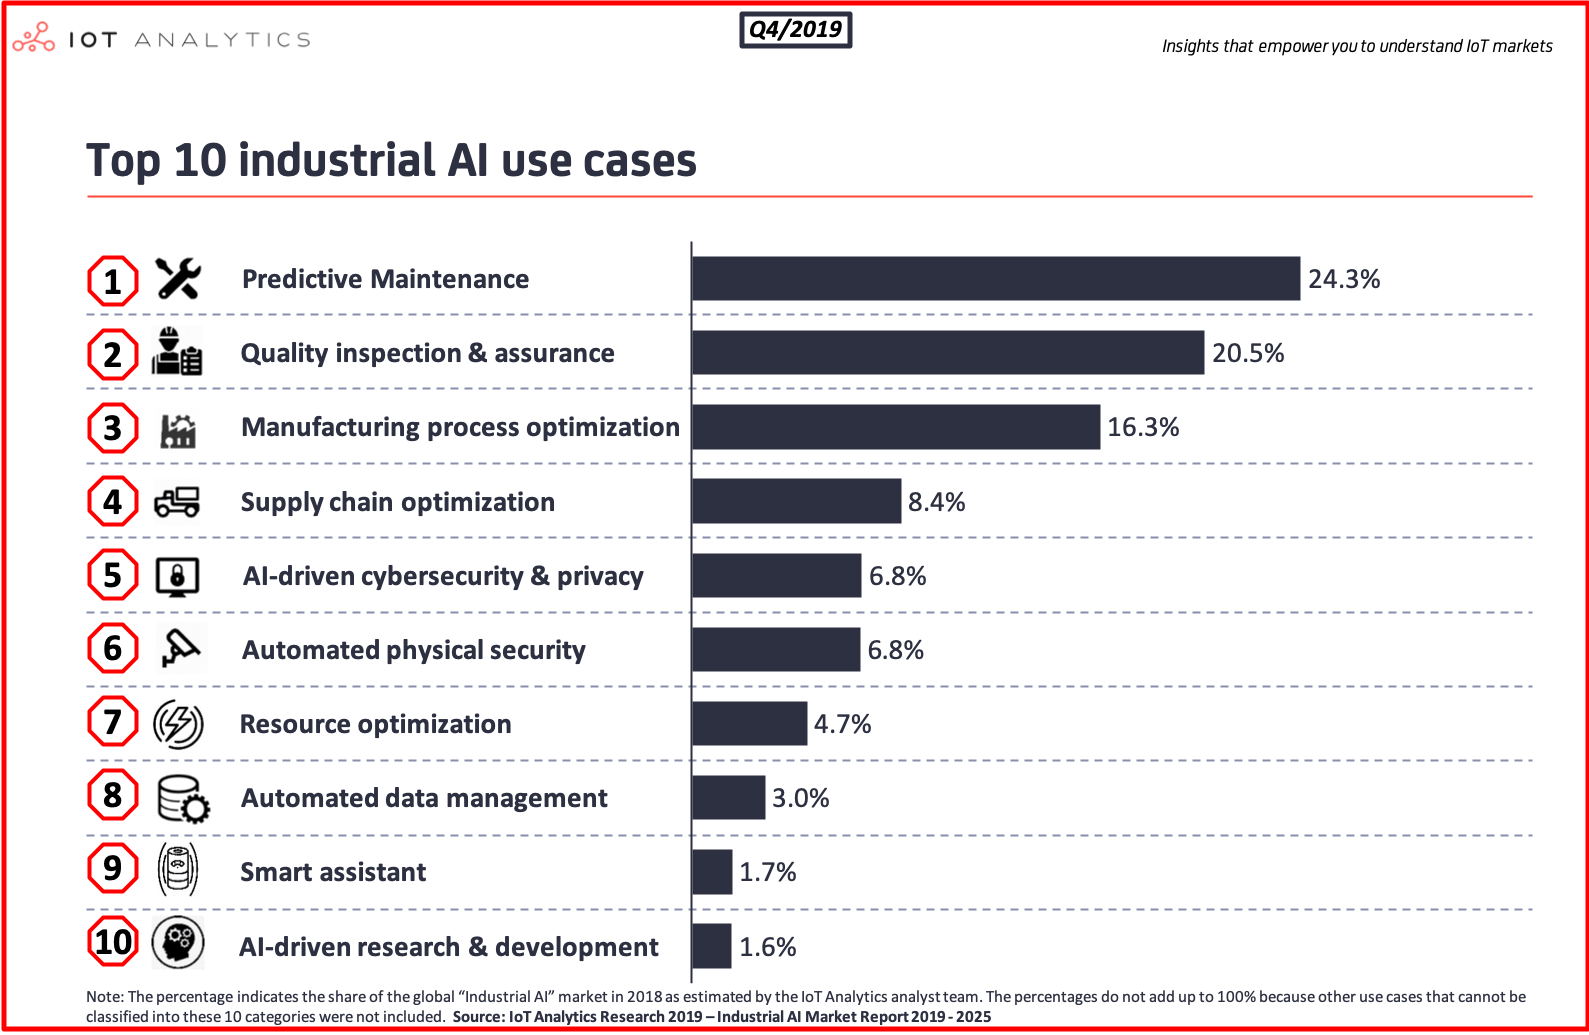 IOT ANALYTICS
Q4/2019
Insights that empower you to understand IoT markets
Top 10 industrial AI use cases
1 Predictive Maintenance 24.3%
2 Quality inspection & assurance 20.5%
3 Manufacturing process optimization 16.3%
4 Supply chain optimization 8.4%
5 AI-driven cybersecurity & privacy 6.8%
6 Automated physical security 6.8%
7 Resource optimization 4.7%
8 Automated data management 3.0%
9 Smart assistant 1.7%
10 AI-driven research & development 1.6%
Note: The percentage indicates the share of the global “Industrial AI” market in 2018 as estimated by the IoT Analytics analyst team. The percentages do not add up to 100% because other use cases that cannot be
classified into these 10 categories were not included. Source: IoT Analytics Research 2019 – Industrial AI Market Report 2019 - 2025